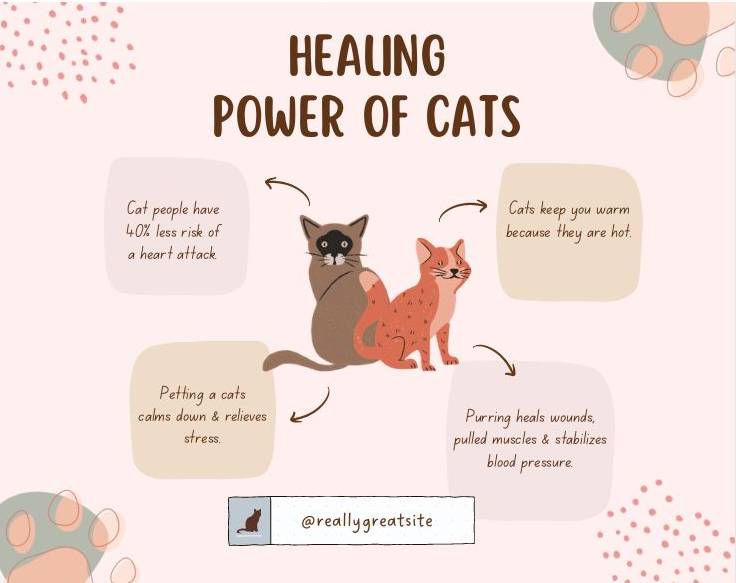 HEALING
POWER OF CATS
Cat people have
40% less risk of
a heart attack.
Cats keep you warm
because they are hot.
Petting a cats
calms down & relieves
stress.
Purring heals wounds,
pulled muscles & stabilizes
blood pressure.
@reallygreatsite